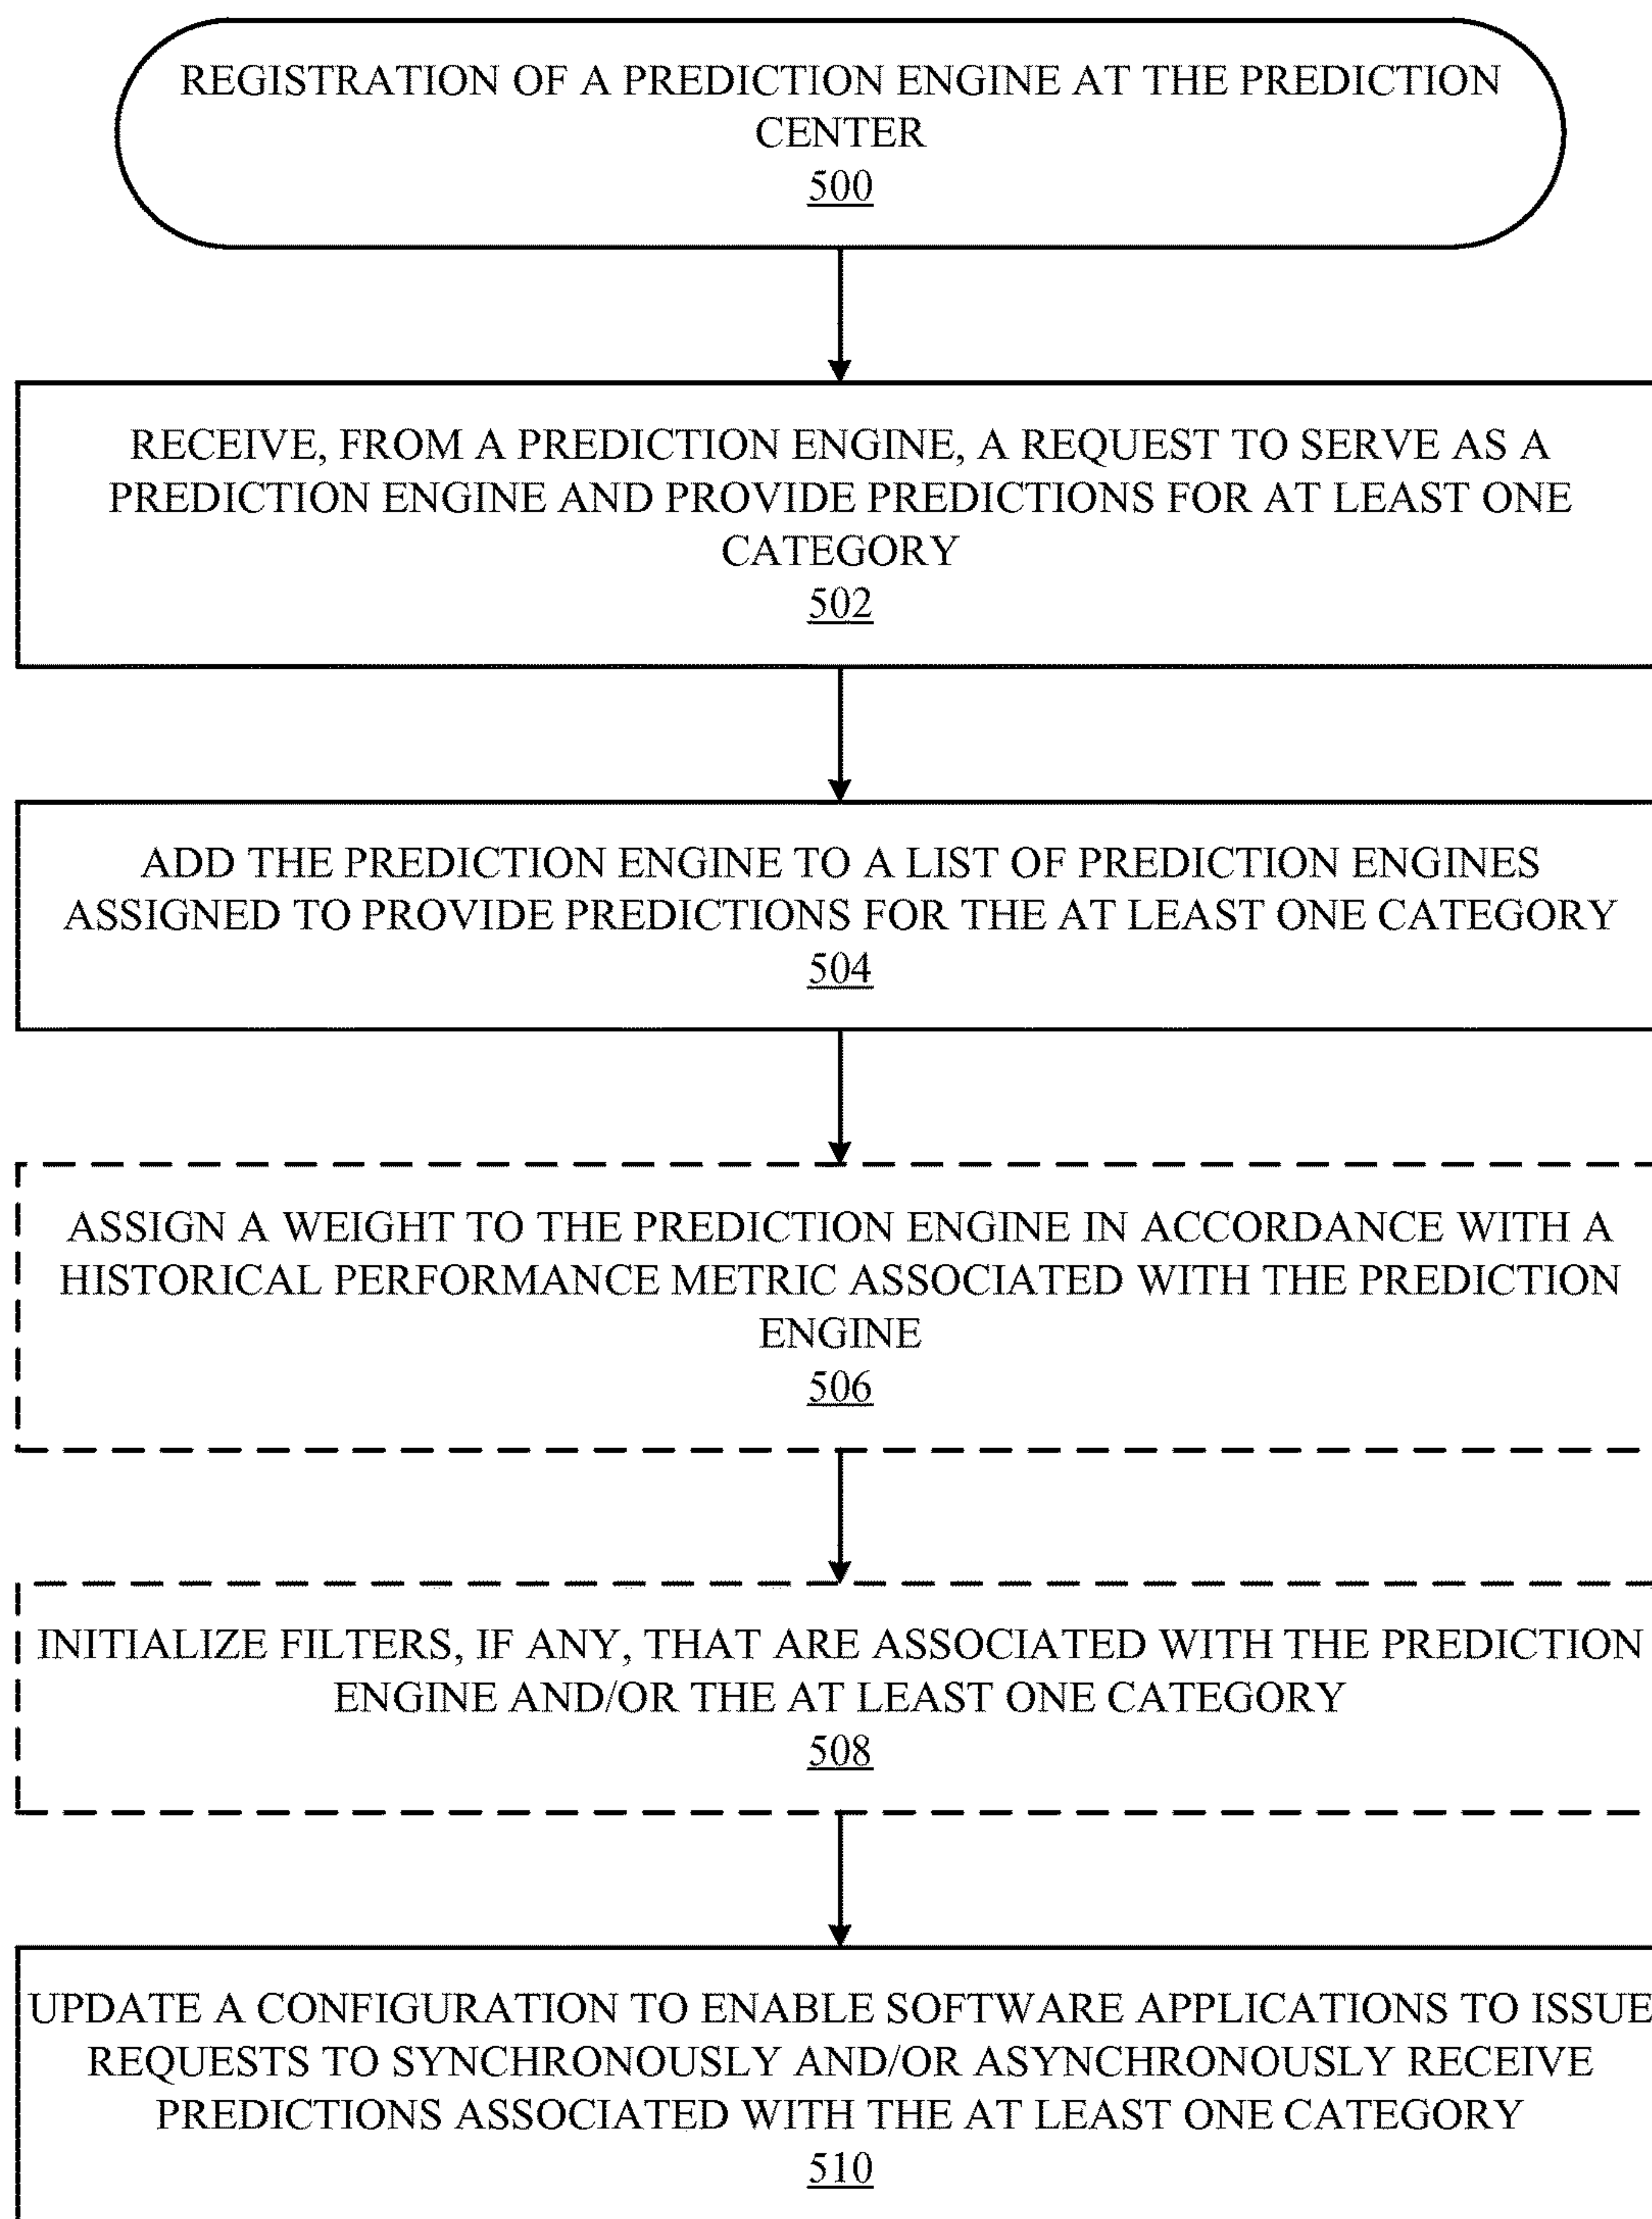 REGISTRATION OF A PREDICTION ENGINE AT THE PREDICTION
CENTER
500
RECEIVE, FROM A PREDICTION ENGINE, A REQUEST TO SERVE AS A
PREDICTION ENGINE AND PROVIDE PREDICTIONS FOR AT LEAST ONE
CATEGORY
502
ADD THE PREDICTION ENGINE TO A LIST OF PREDICTION ENGINES
ASSIGNED TO PROVIDE PREDICTIONS FOR THE AT LEAST ONE CATEGORY
504
ASSIGN A WEIGHT TO THE PREDICTION ENGINE IN ACCORDANCE WITH A
HISTORICAL PERFORMANCE METRIC ASSOCIATED WITH THE PREDICTION
ENGINE
506
INITIALIZE FILTERS, IF ANY, THAT ARE ASSOCIATED WITH THE PREDICTION
ENGINE AND/OR THE AT LEAST ONE CATEGORY
508
UPDATE A CONFIGURATION TO ENABLE SOFTWARE APPLICATIONS TO ISSUE
REQUESTS TO SYNCHRONOUSLY AND/OR ASYNCHRONOUSLY RECEIVE
PREDICTIONS ASSOCIATED WITH THE AT LEAST ONE CATEGORY
510